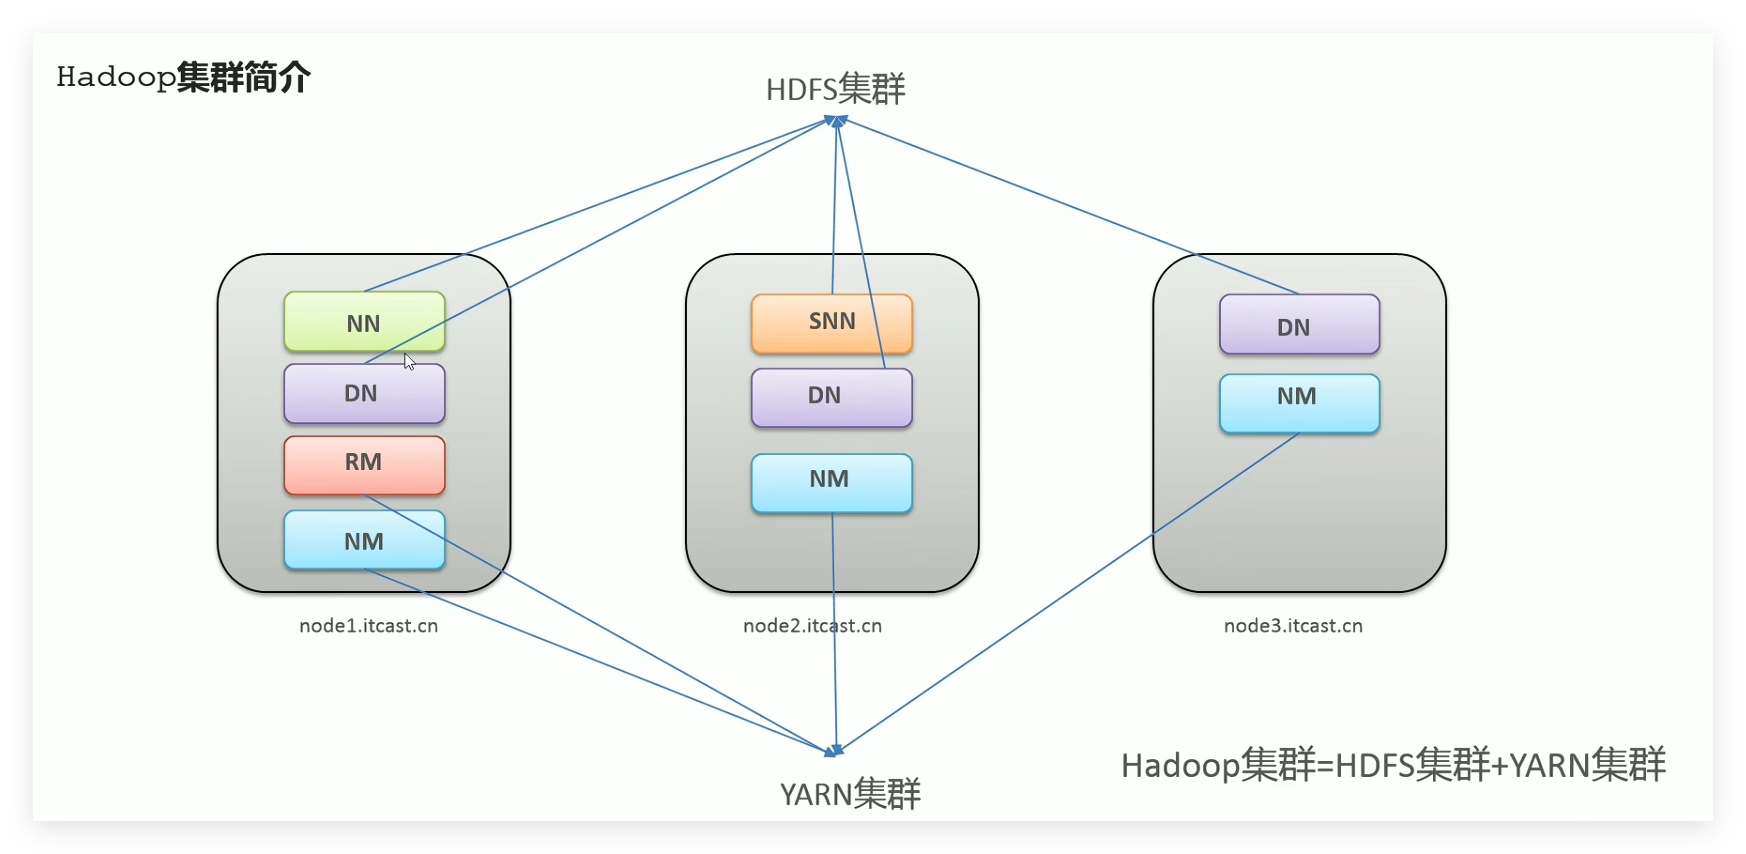 Hadoop集群简介
HDFS集群
NN
DN
RM
NM
node1.itcast.cn
SNN
DN
NM
node2.itcast.cn
DN
NM
node3.itcast.cn
YARN集群
Hadoop集群=HDFS集群+YARN集群